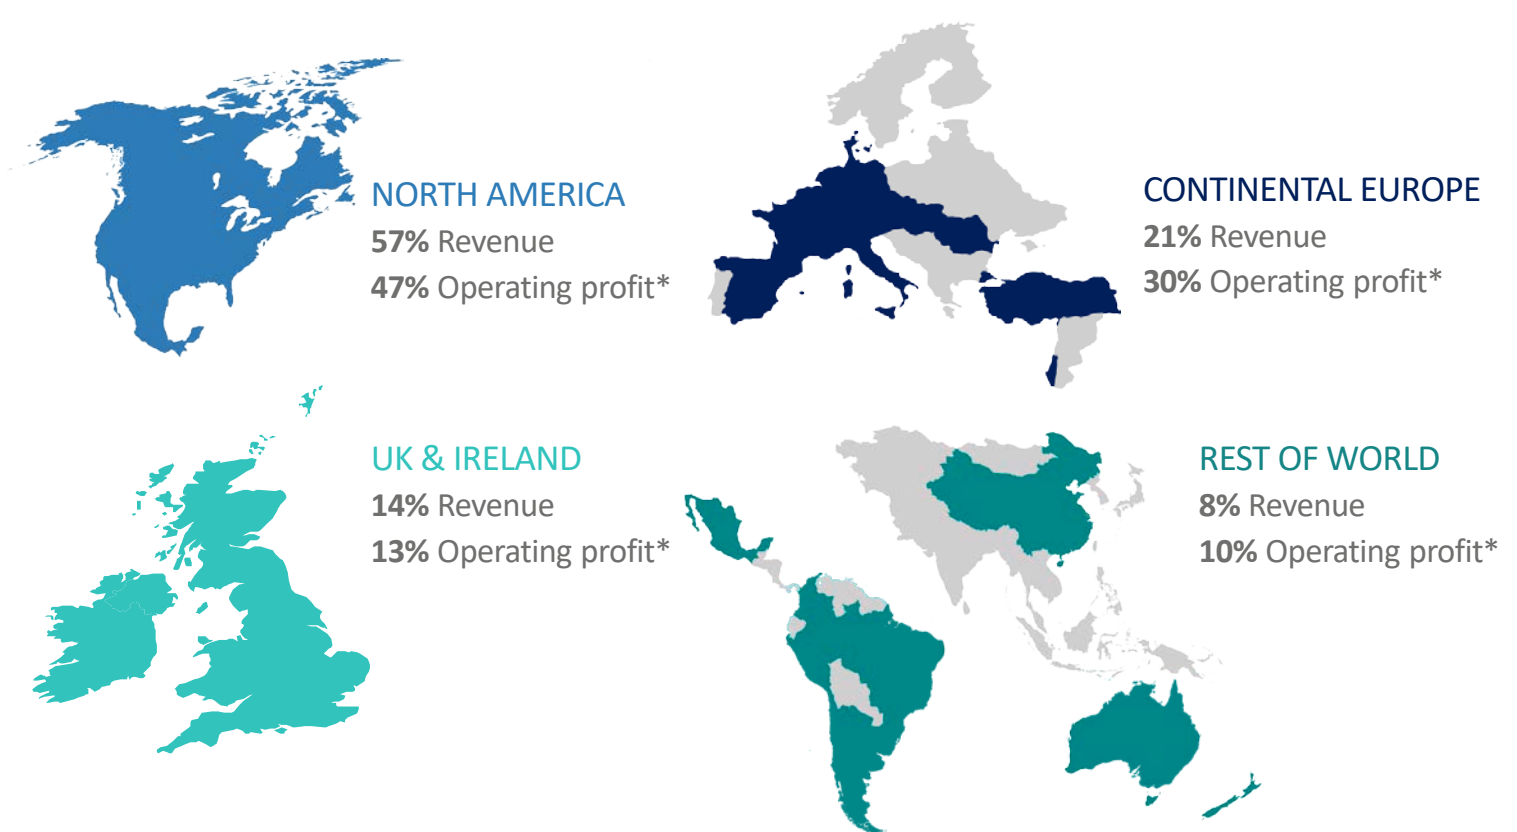 NORTH AMERICA
57% Revenue
47% Operating profit*
CONTINENTAL EUROPE
21% Revenue
30% Operating profit*
UK & IRELAND
14% Revenue
13% Operating profit*
REST OF WORLD
8% Revenue
10% Operating profit*